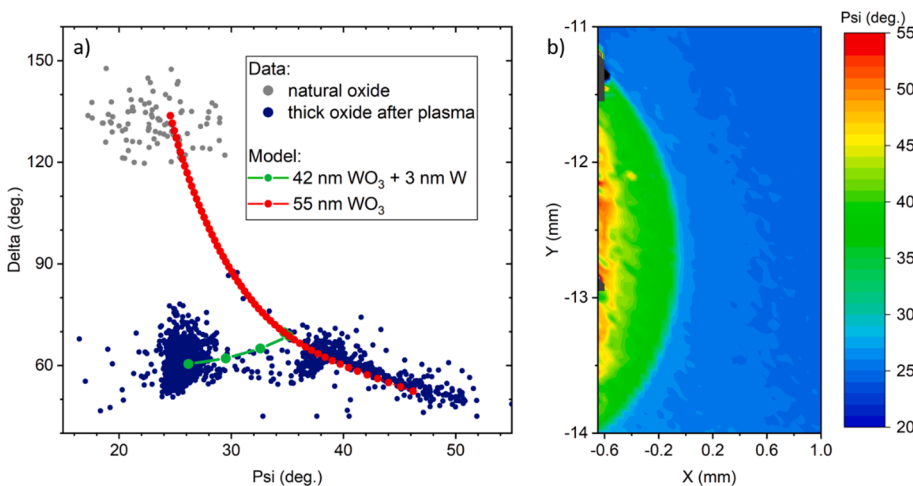 a)
150
120
90
60
Delta (deg.)
20
30
40
50
Psi (deg.)
Data:
natural oxide
thick oxide after plasma
Model:
42 nm WO₃ + 3 nm W
55 nm WO₃
b)
-11
-12
-13
-14
Y (mm)
-0.6
-0.2
0.2
0.6
1.0
X (mm)
Psi (deg.)
55
50
45
40
35
30
25
20